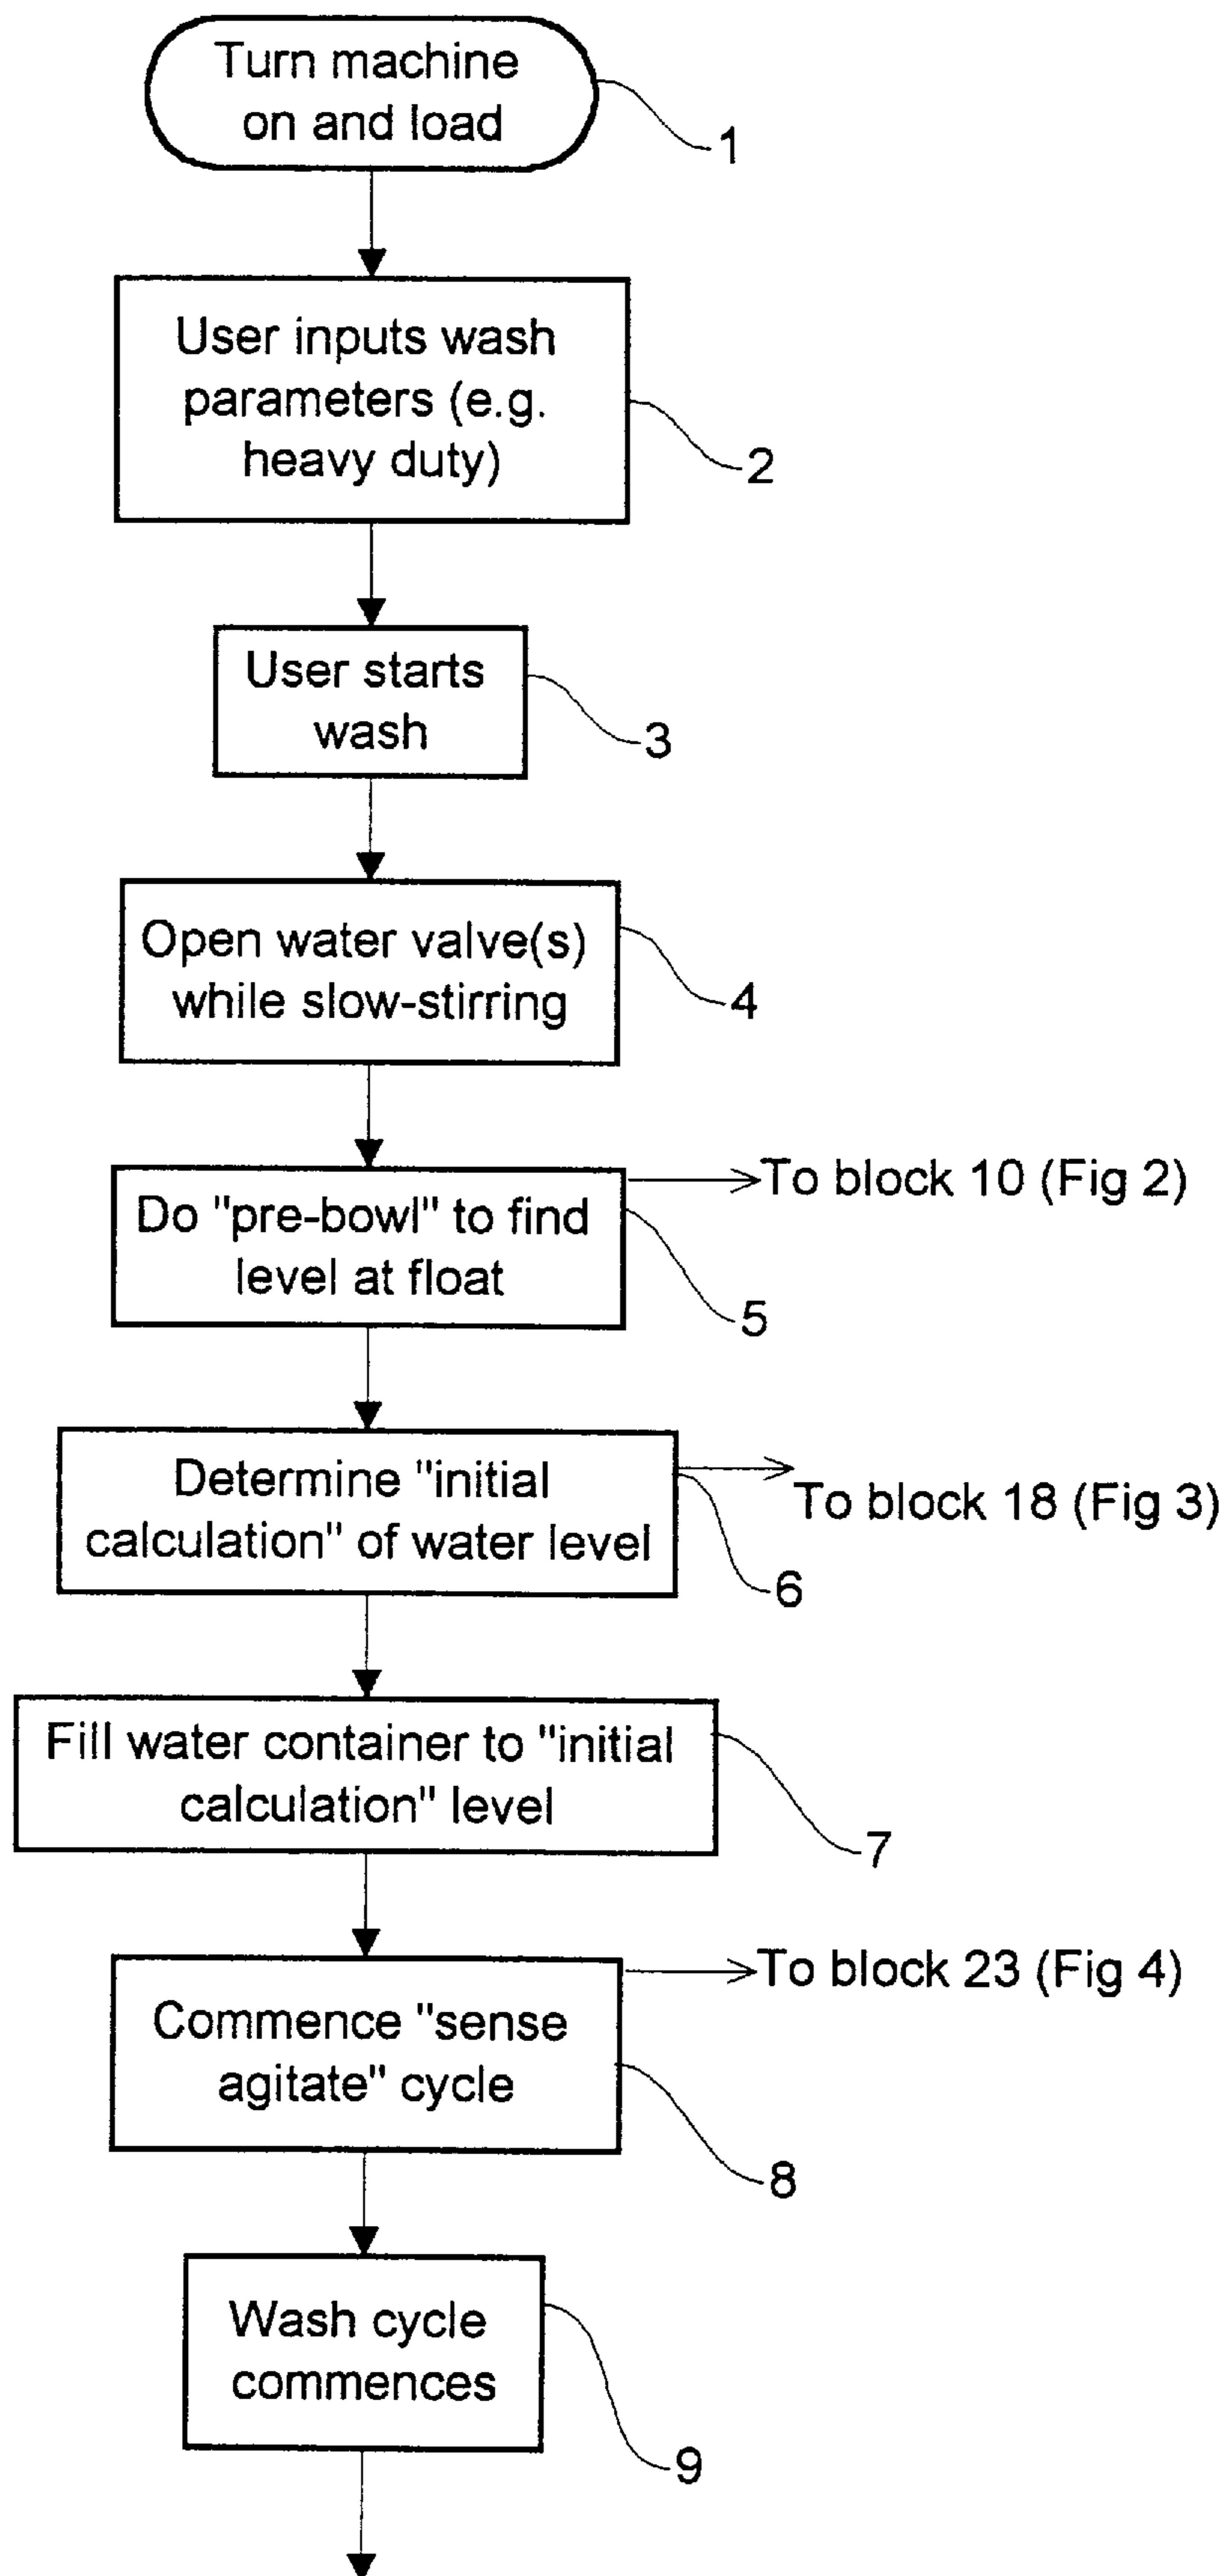 Turn machine
on and load
1
User inputs wash
parameters (e.g.
heavy duty)
2
User starts
wash
3
Open water valve(s)
while slow-stirring
4
To block 10 (Fig 2)
Do "pre-bowl" to find
level at float
5
Determine "initial
calculation" of water level
To block 18 (Fig 3)
6
Fill water container to "initial
calculation" level
7
To block 23 (Fig 4)
Commence "sense
agitate" cycle
8
Wash cycle
commences
9